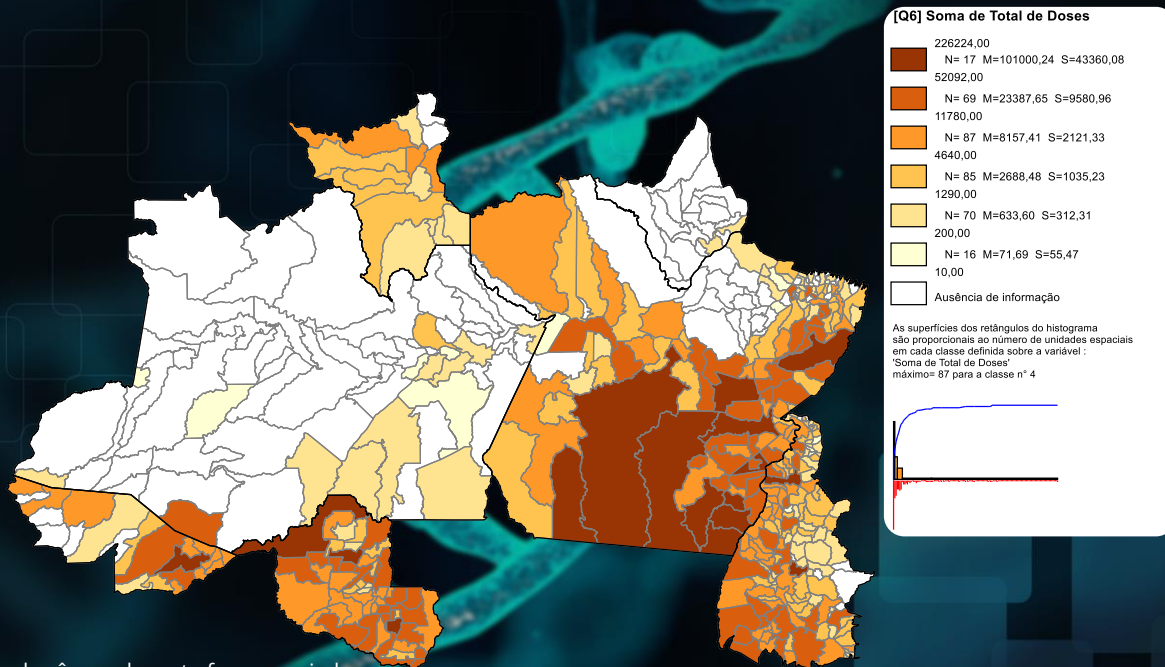 [Q6] Soma de Total de Doses
226224,00
N= 17 M=101000,24 S=43360,08
52092,00
N= 69 M=23387,65 S=9580,96
11780,00
N= 87 M=8157,41 S=2121,33
4640,00
N= 85 M=2688,48 S=1035,23
1290,00
N= 70 M=633,60 S=312,31
200,00
N= 16 M=71,69 S=55,47
10,00
Ausência de informação
As superfícies dos retângulos do histograma
são proporcionais ao número de unidades espaciais
em cada classe definida sobre a variável :
'Soma de Total de Doses'
máximo= 87 para a classe n° 4